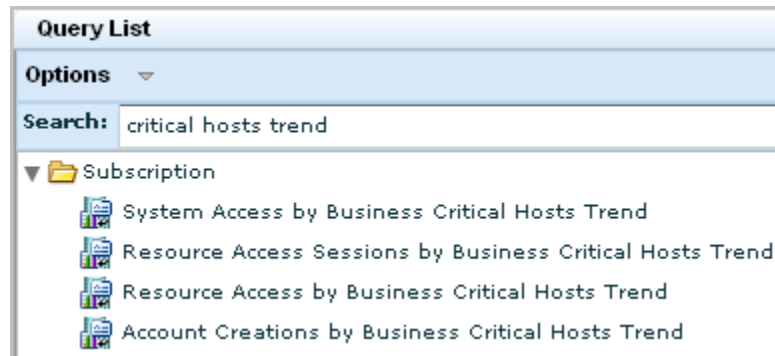 Query List
Options
Search: critical hosts trend
Subscription
System Access by Business Critical Hosts Trend
Resource Access Sessions by Business Critical Hosts Trend
Resource Access by Business Critical Hosts Trend
Account Creations by Business Critical Hosts Trend